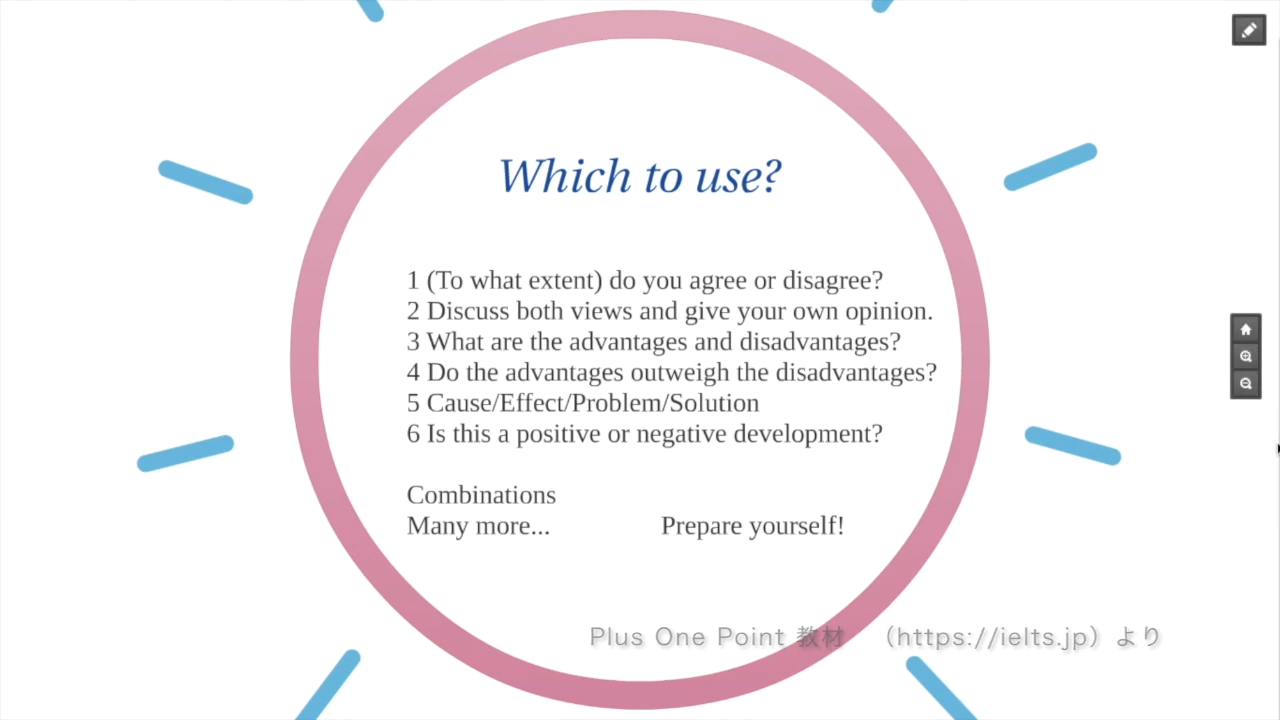 Which to use?
1 (To what extent) do you agree or disagree?
2 Discuss both views and give your own opinion.
3 What are the advantages and disadvantages?
4 Do the advantages outweigh the disadvantages?
5 Cause/Effect/Problem/Solution
6 Is this a positive or negative development?
Combinations
Many more... Prepare yourself!
Plus One Point 教材 （https://ielts.jp）より